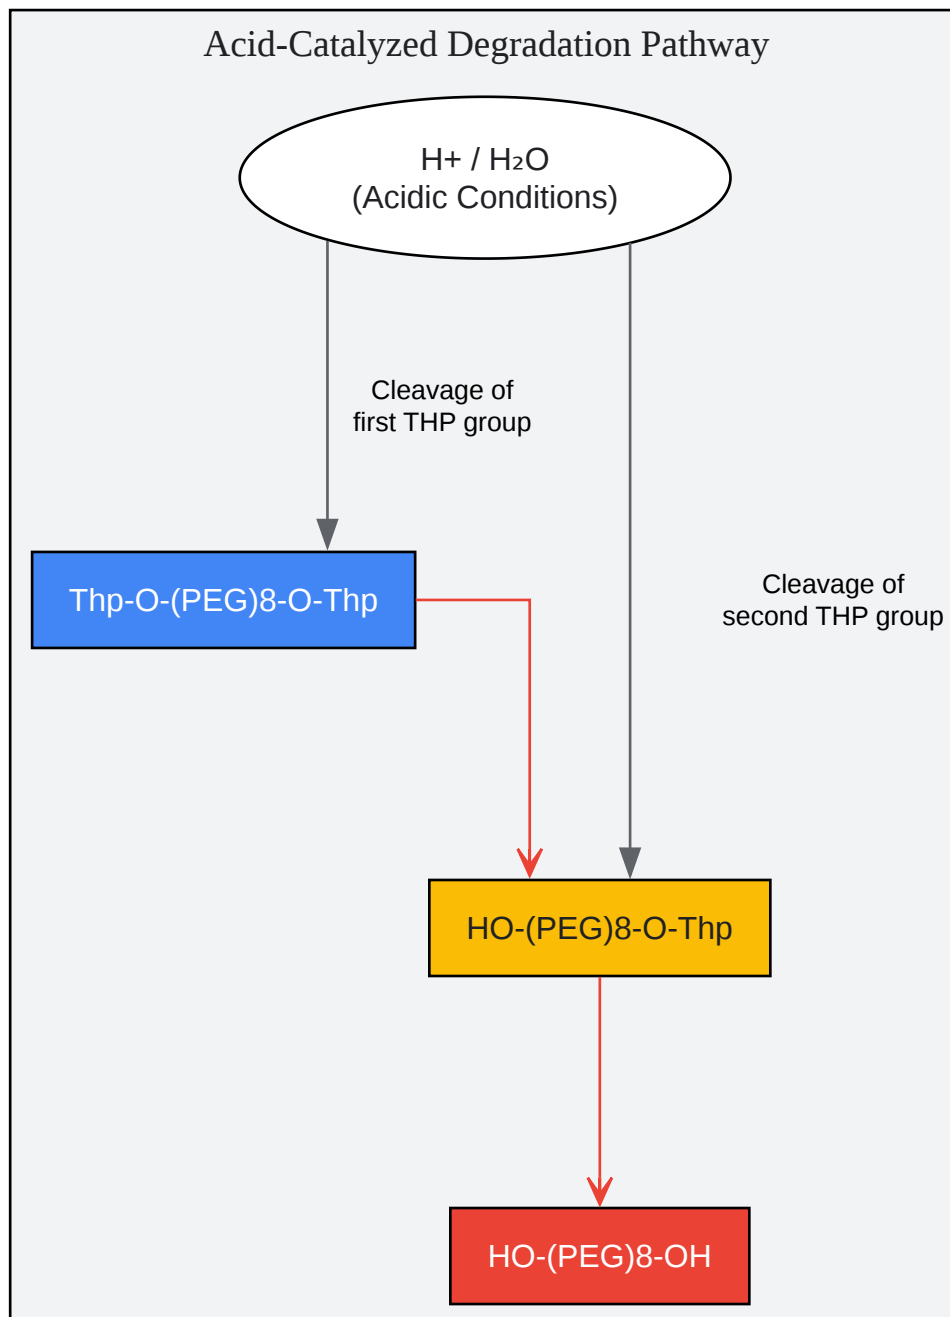 Acid-Catalyzed Degradation Pathway
H+ / H₂O
(Acidic Conditions)
Cleavage of
first THP group
Thp-O-(PEG)8-O-Thp
Cleavage of
second THP group
HO-(PEG)8-O-Thp
HO-(PEG)8-OH